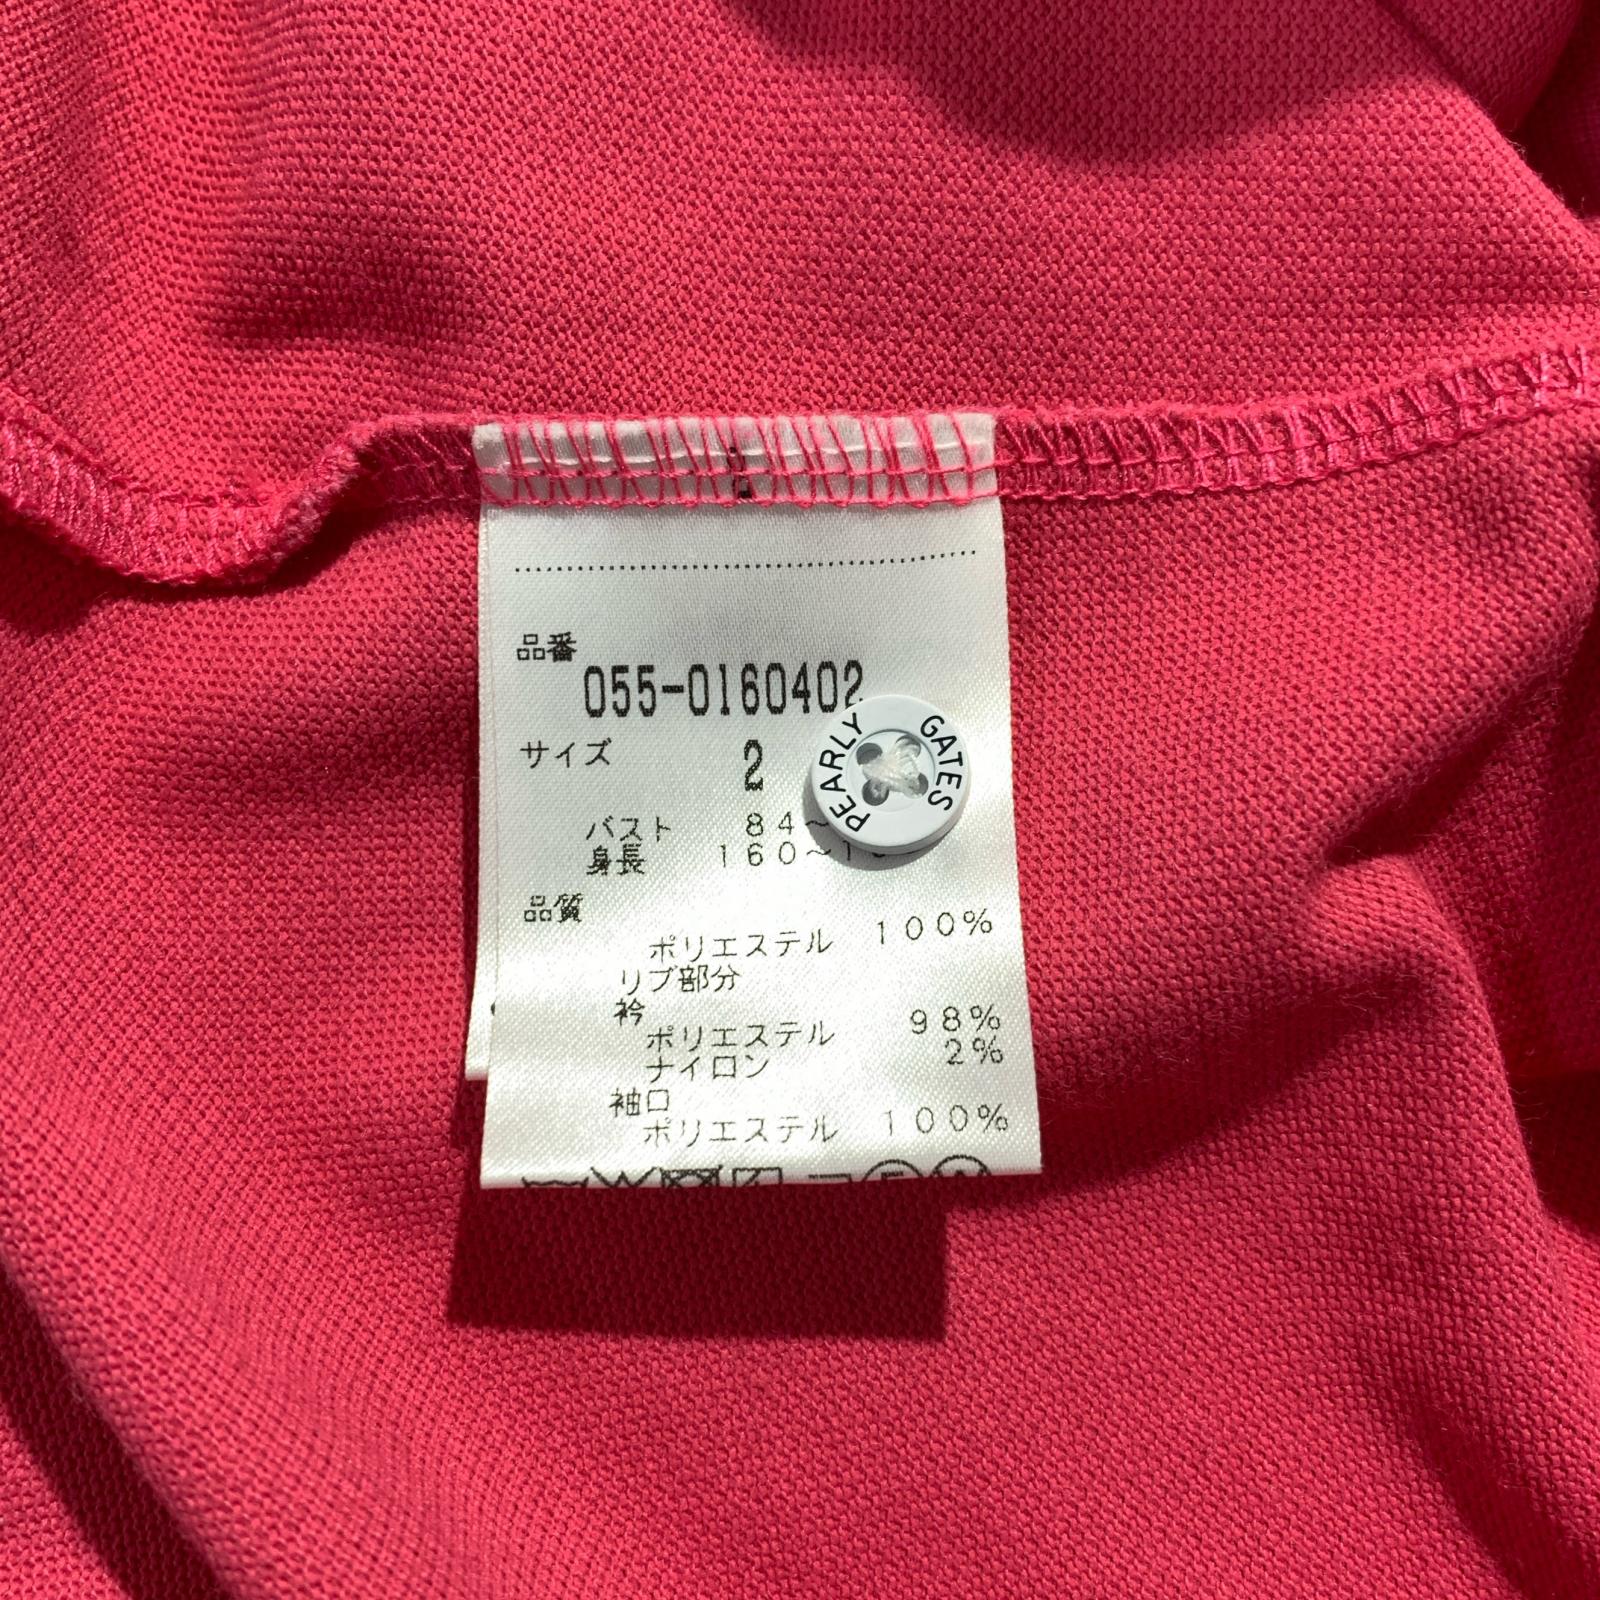 品番
055-0160402
サイズ 2
バスト 84~
身長 160~1
品質
ポリエステル 100%
リブ部分
衿
ポリエステル 98%
ナイロン 2%
袖口
ポリエステル 100%
PEARLY GATES